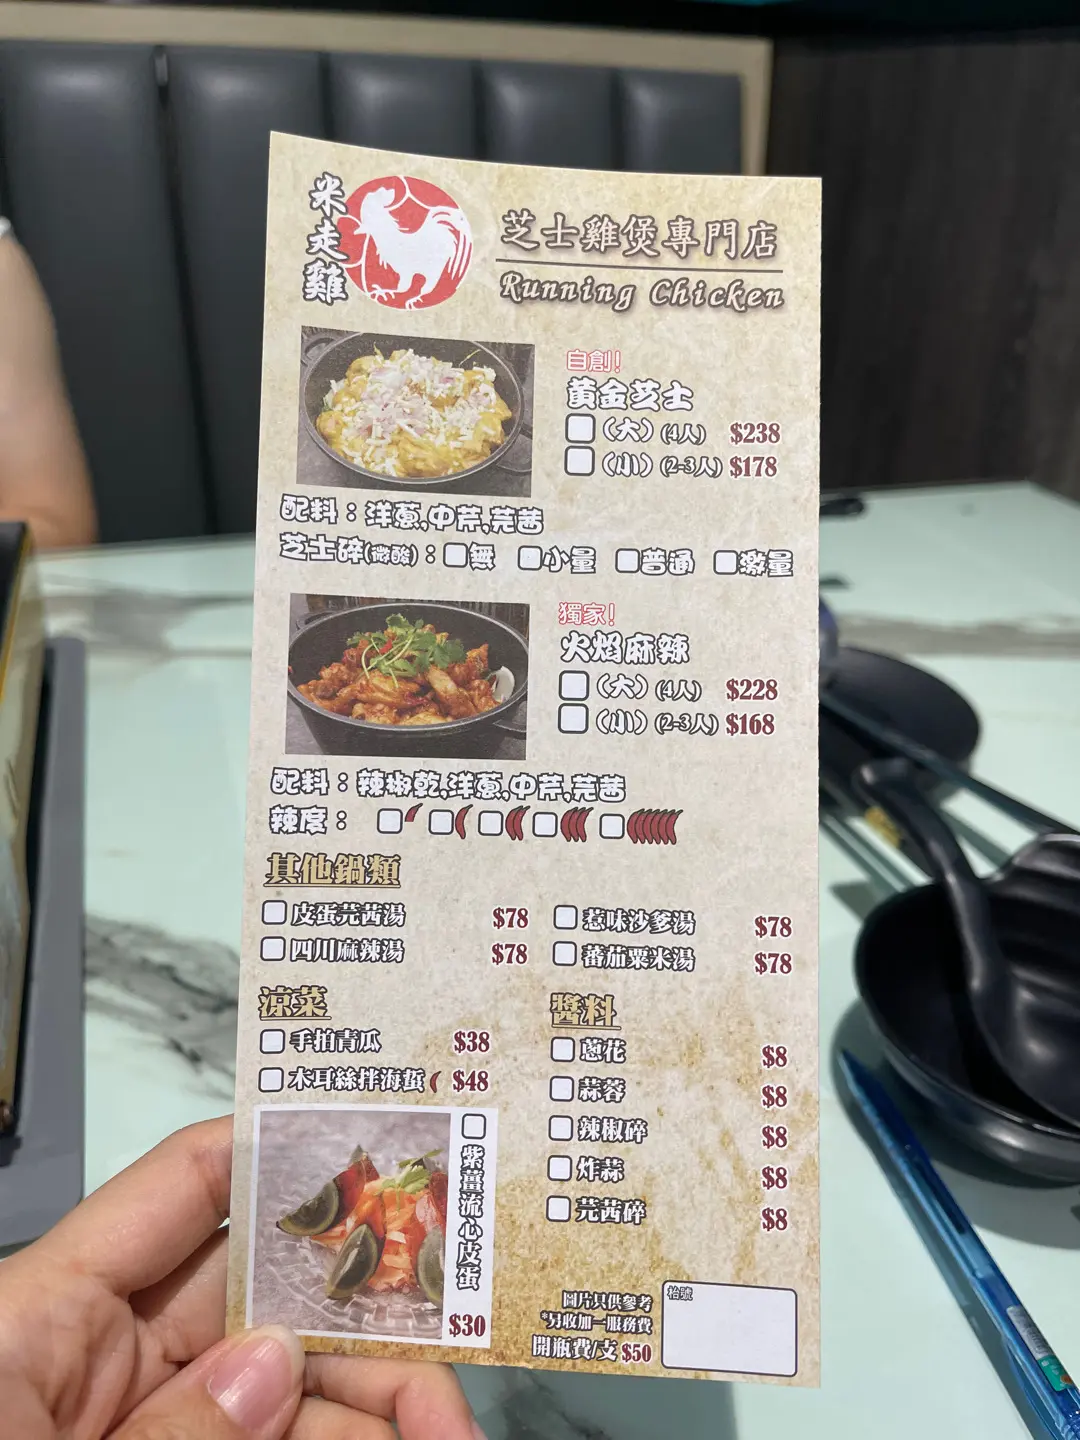 米走雞
芝士雞煲專門店
Running Chicken
自創!
黃金芝士
(大) (4人) $238
(小) (2-3人) $178
配料：洋蔥,中芹,芫茜
芝士碎(微酸)：無 小量 普通 激量
獨家!
火焰麻辣
(大) (4人) $228
(小) (2-3人) $168
配料：辣椒乾,洋蔥,中芹,芫茜
辣度：
其他鍋類
皮蛋芫茜湯 $78
四川麻辣湯 $78
惹味沙爹湯 $78
蕃茄粟米湯 $78
涼菜
手拍青瓜 $38
木耳絲拌海蜇 $48
紫薑流心皮蛋
$30
醬料
蔥花 $8
蒜蓉 $8
辣椒碎 $8
炸蒜 $8
芫茜碎 $8
圖片只供參考
*另收加一服務費
開瓶費/支 $50
枱號